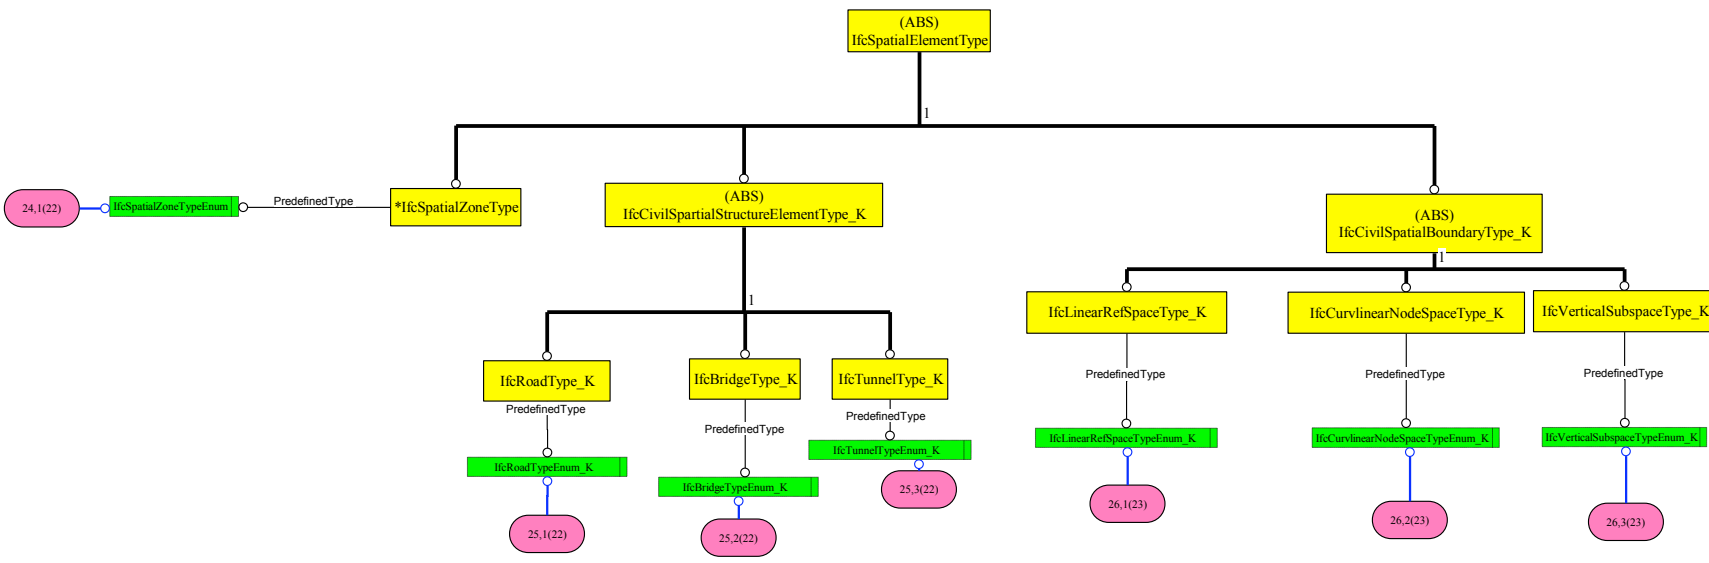 (ABS)
IfcSpatialElementType
1
24,1(22)
IfcSpatialZoneTypeEnum
PredefinedType
*IfcSpatialZoneType
(ABS)
IfcCivilSpartialStructureElementType_K
(ABS)
IfcCivilSpatialBoundaryType_K
1
1
IfcLinearRefSpaceType_K
IfcCurvlinearNodeSpaceType_K
IfcVerticalSubspaceType_K
IfcRoadType_K
IfcBridgeType_K
IfcTunnelType_K
PredefinedType
PredefinedType
PredefinedType
PredefinedType
PredefinedType
PredefinedType
IfcLinearRefSpaceTypeEnum_K
IfcCurvlinearNodeSpaceTypeEnum_K
IfcVerticalSubspaceTypeEnum_K
IfcRoadTypeEnum_K
IfcBridgeTypeEnum_K
IfcTunnelTypeEnum_K
25,1(22)
25,2(22)
25,3(22)
26,1(23)
26,2(23)
26,3(23)